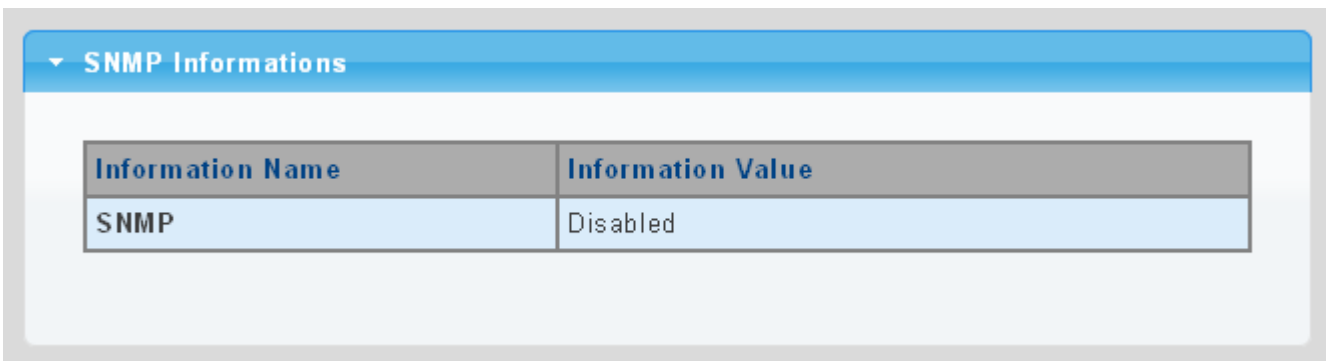 SNMP Informations
Information Name Information Value
SNMP Disabled